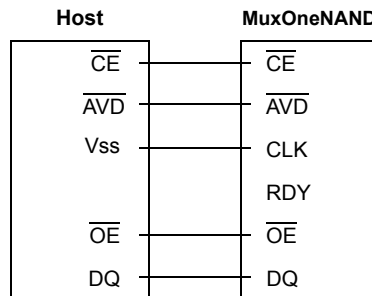 Host MuxOneNAND
CE CE
AVD AVD
Vss CLK
RDY
OE OE
DQ DQ